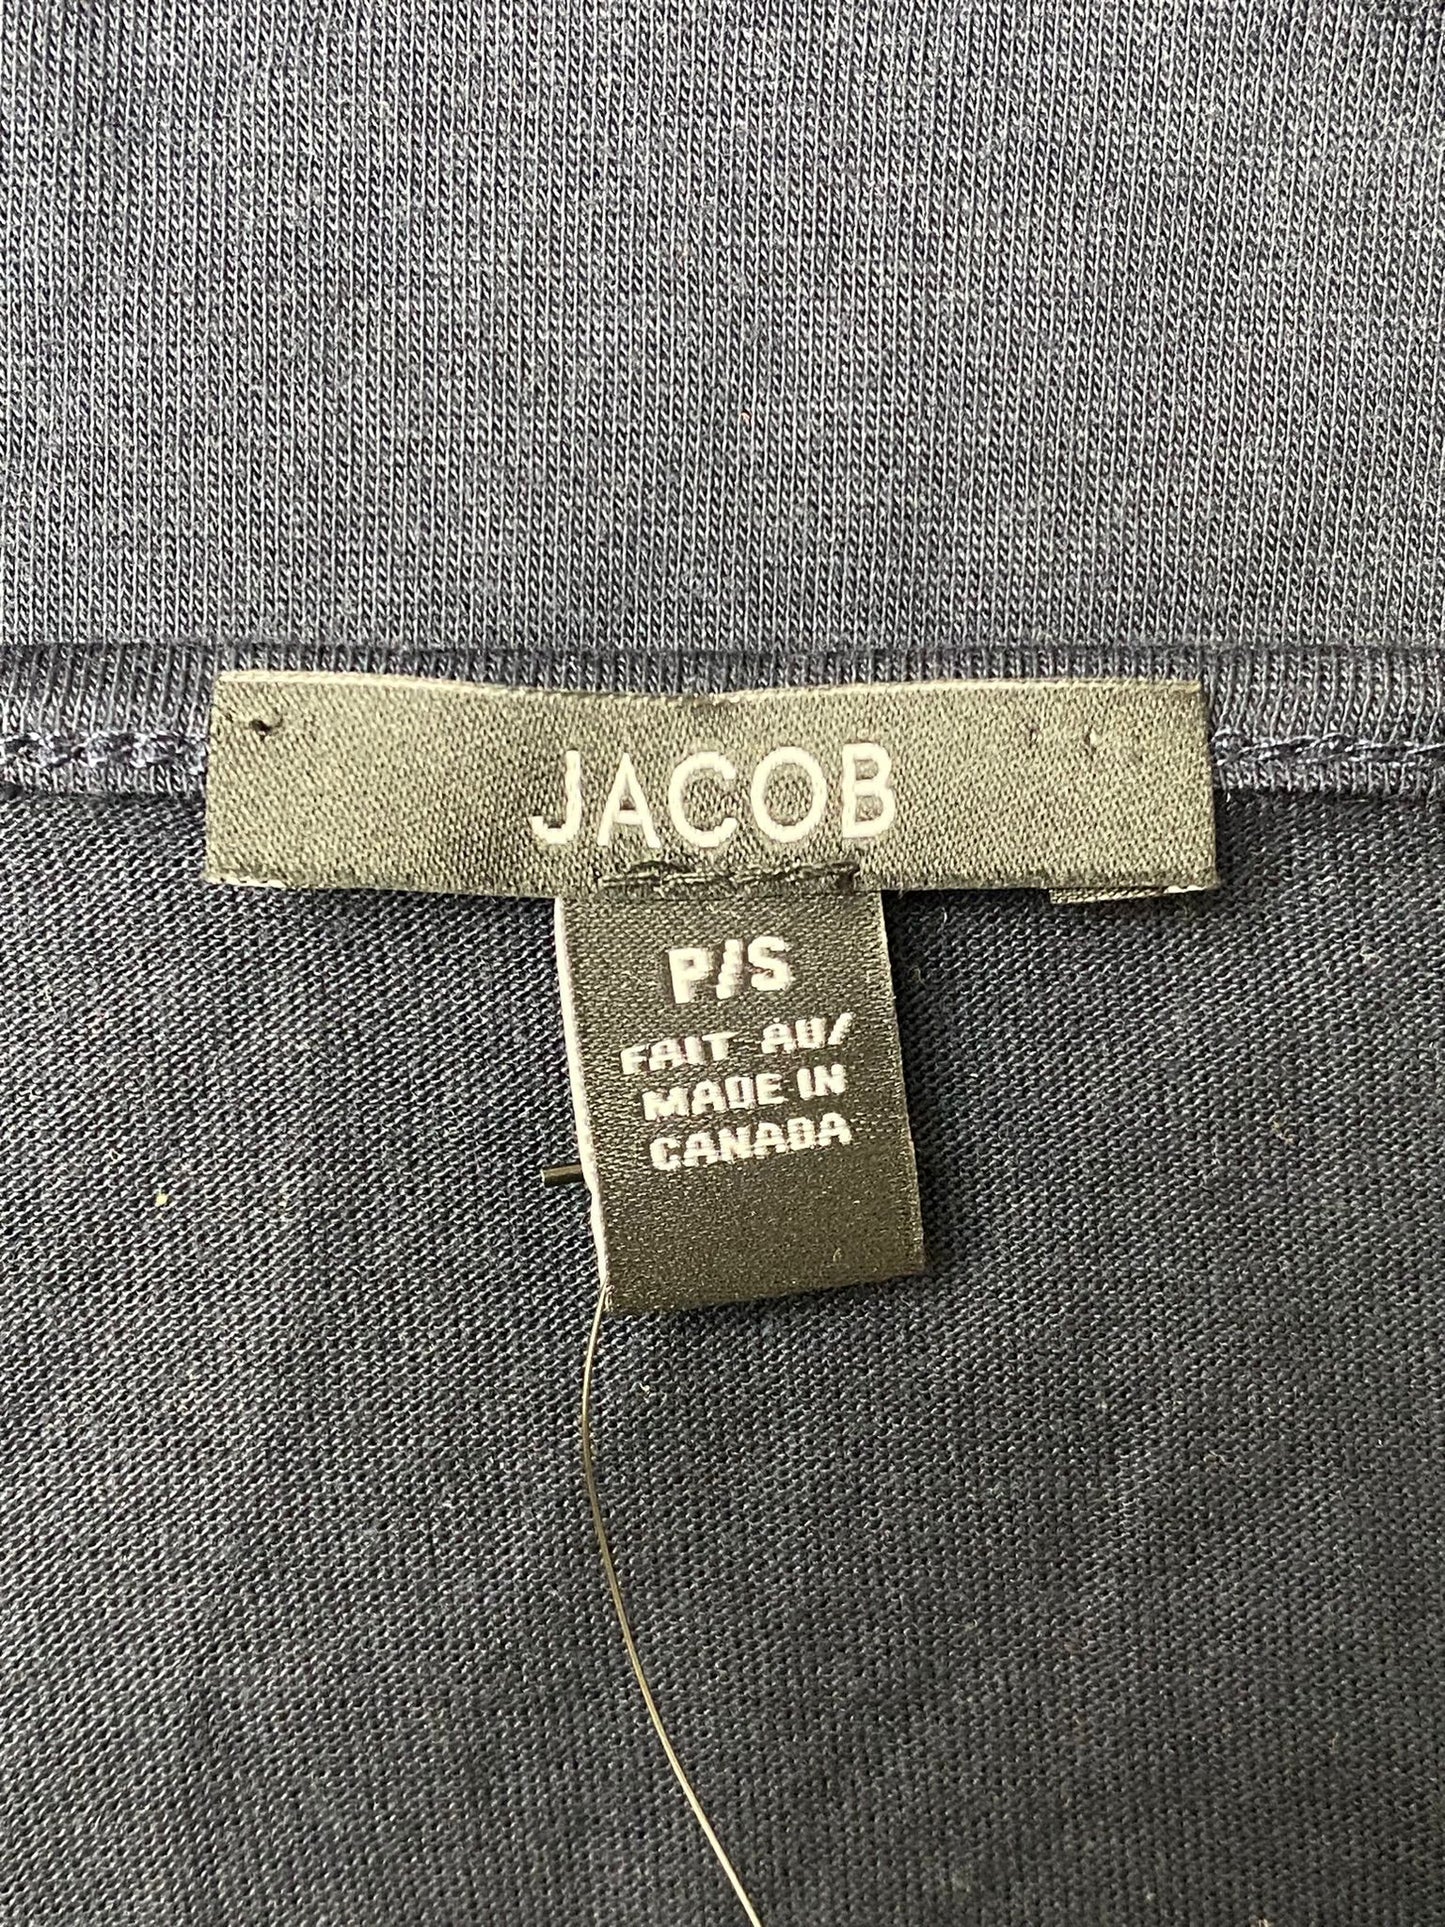 JACOB
P/S
FAIT AU/
MADE IN
CANADA